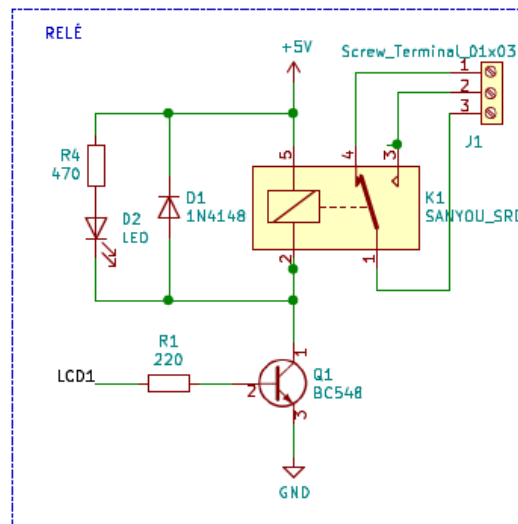 RELÉ
+5V
Screw_Terminal_01x03
1
2
3
J1
R4
470
D2
LED
D1
1N4148
5
4
3
K1
SANYOU_SRD
2
1
R1
220
LCD1
1
2
Q1
BC548
3
GND